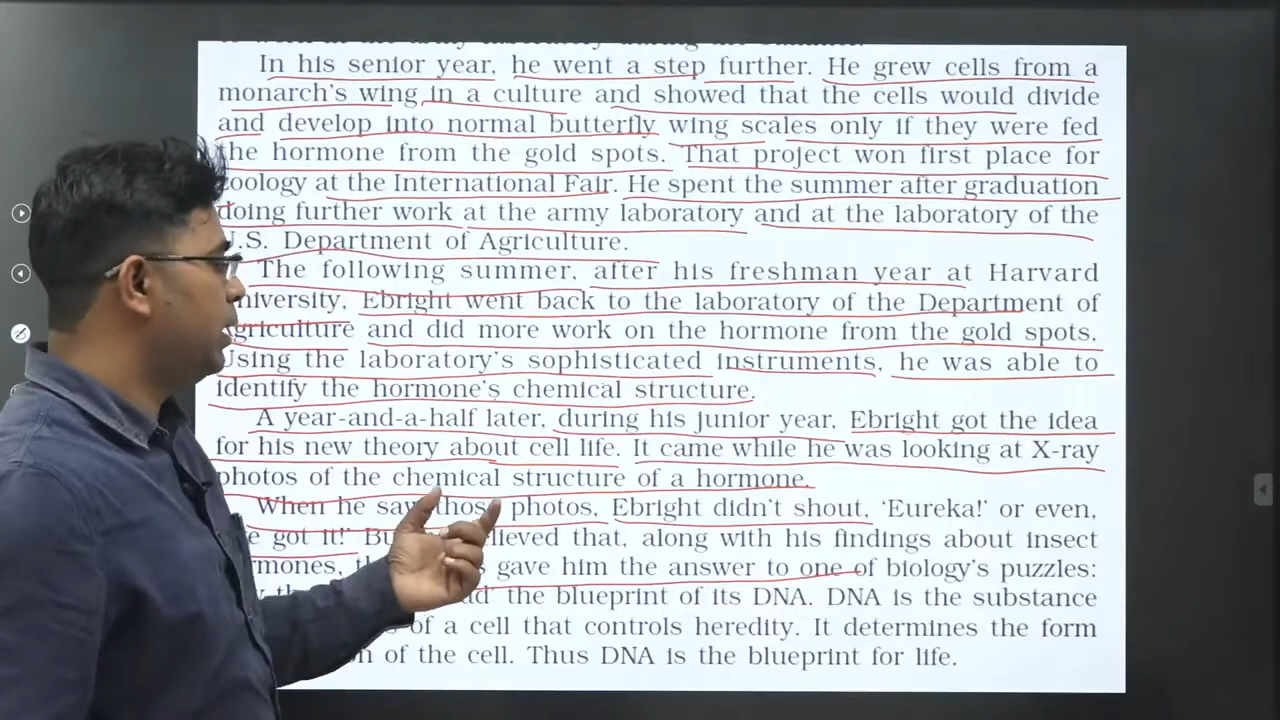 In his senior year, he went a step further. He grew cells from a
monarch's wing in a culture and showed that the cells would divide
and develop into normal butterfly wing scales only if they were fed
the hormone from the gold spots. That project won first place for
zoology at the International Fair. He spent the summer after graduation
doing further work at the army laboratory and at the laboratory of the
U.S. Department of Agriculture.
The following summer, after his freshman year at Harvard
University, Ebright went back to the laboratory of the Department of
Agriculture and did more work on the hormone from the gold spots.
Using the laboratory's sophisticated instruments, he was able to
identify the hormone's chemical structure.
A year-and-a-half later, during his junior year, Ebright got the idea
for his new theory about cell life. It came while he was looking at X-ray
photos of the chemical structure of a hormone.
When he saw those photos, Ebright didn't shout, 'Eureka!' or even,
got it!' that, along with his findings about insect
gave him the answer to one of biology's puzzles:
the blueprint of its DNA. DNA is the substance
of a cell that controls heredity. It determines the form
of the cell. Thus DNA is the blueprint for life.